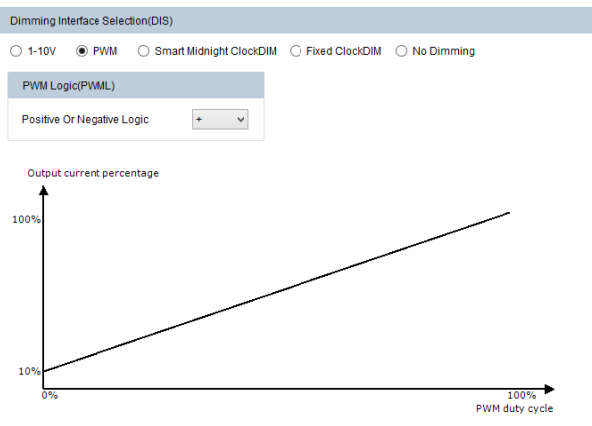 Dimming Interface Selection(DIS)
1-10V PWM Smart Midnight ClockDIM Fixed ClockDIM No Dimming
PWM Logic(PWML)
Positive Or Negative Logic +
Output current percentage
100%
10%
0% 100%
PWM duty cycle